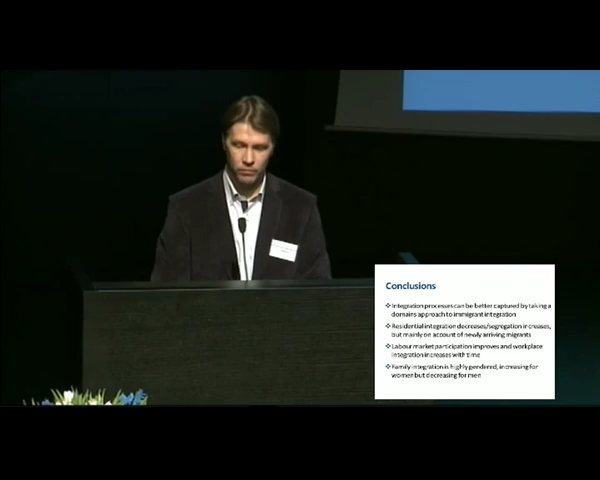 Conclusions
❖ Integration processes can be better captured by taking a
domains approach to immigrant integration
❖ Residential integration decreases/segregation increases,
but mainly on account of newly arriving migrants
❖ Labour market participation improves and workplace
integration increases with time
❖ Family integration is highly gendered, increasing for
women but decreasing for men